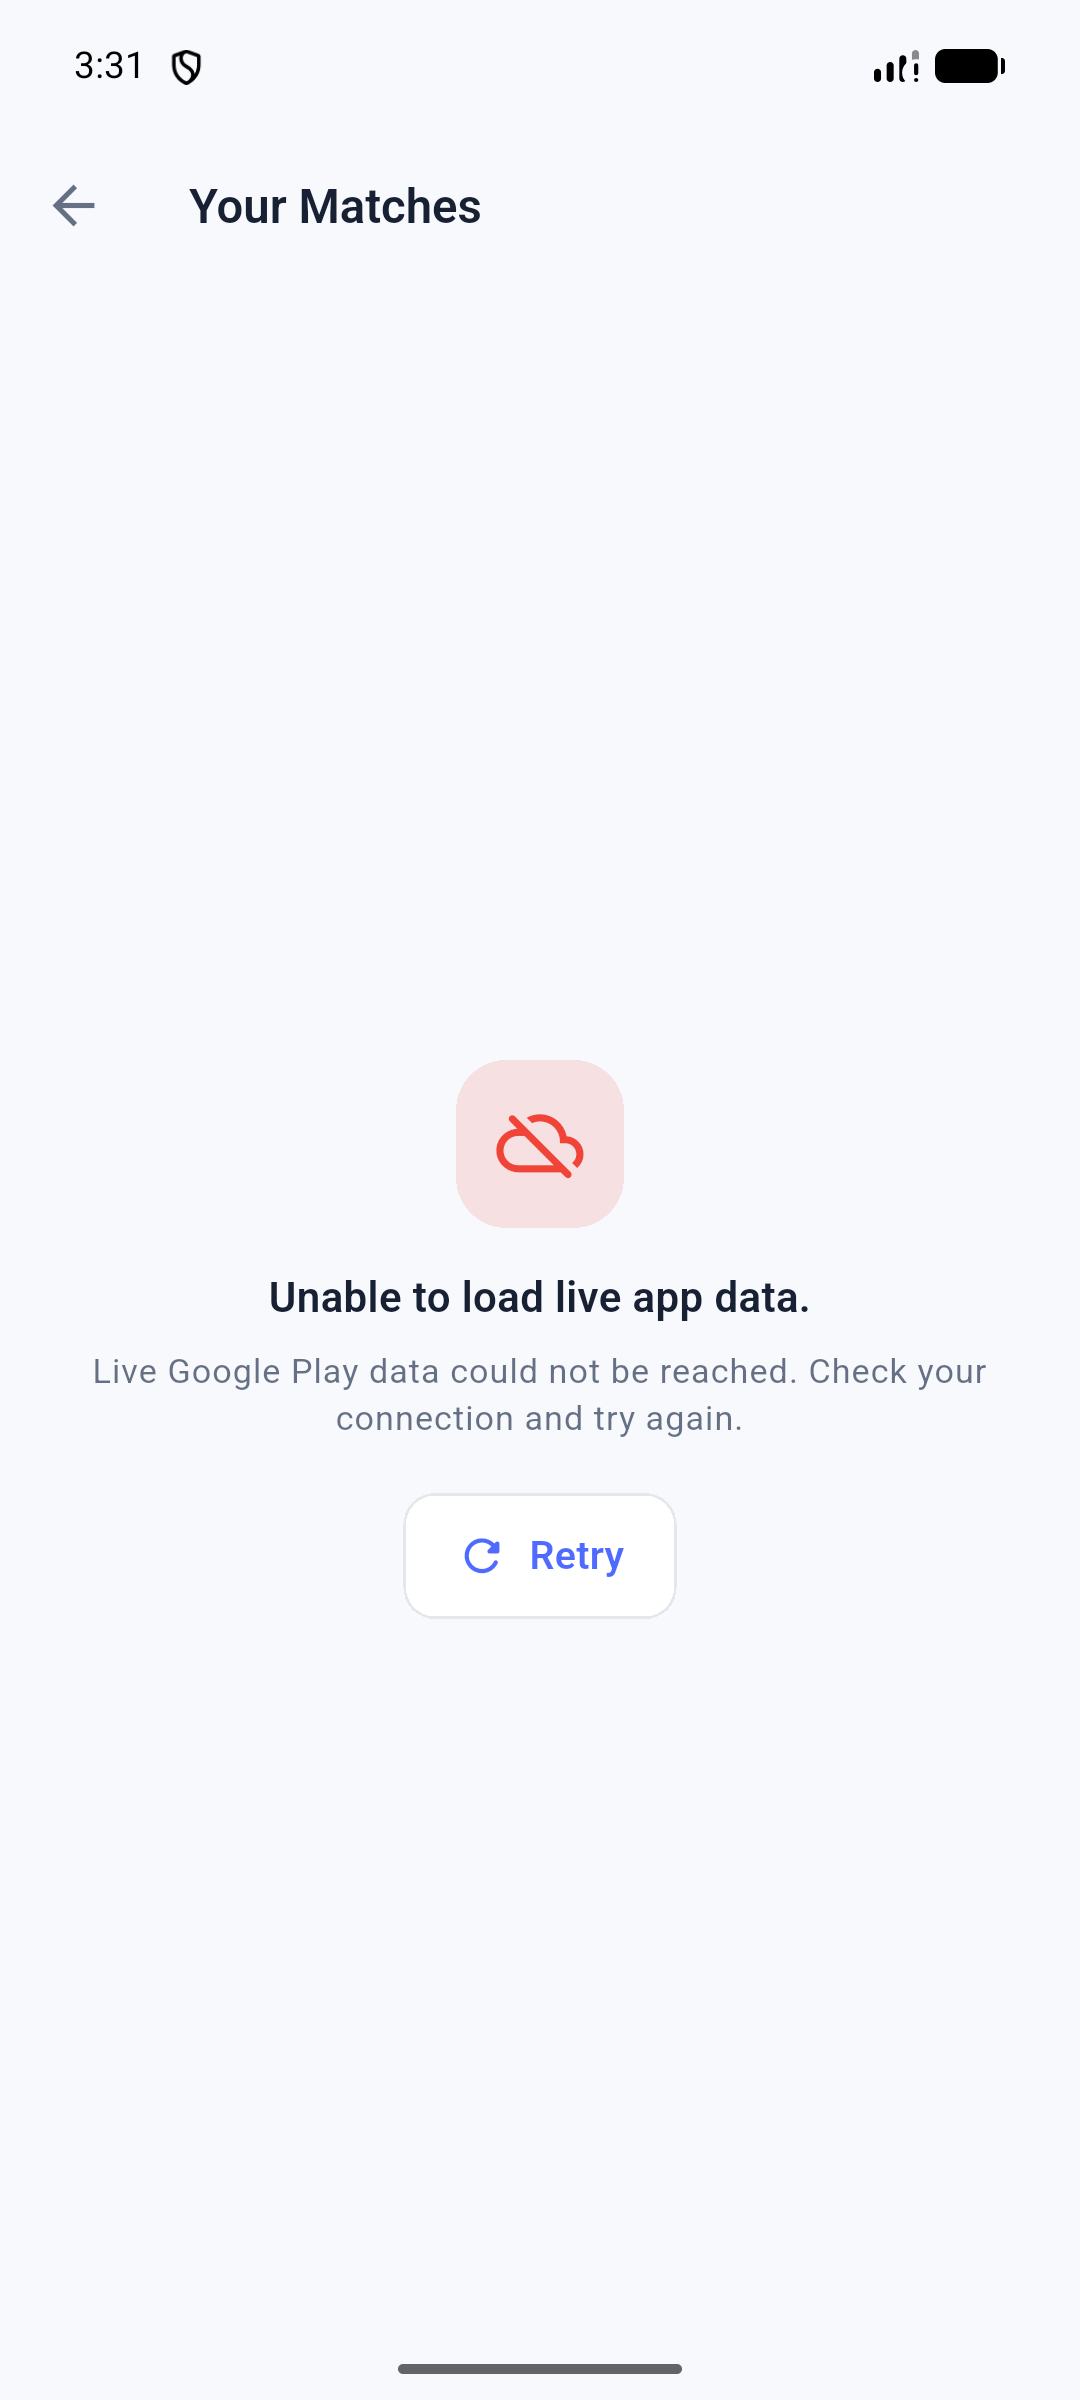 3:31
Your Matches
Unable to load live app data.
Live Google Play data could not be reached. Check your
connection and try again.
Retry